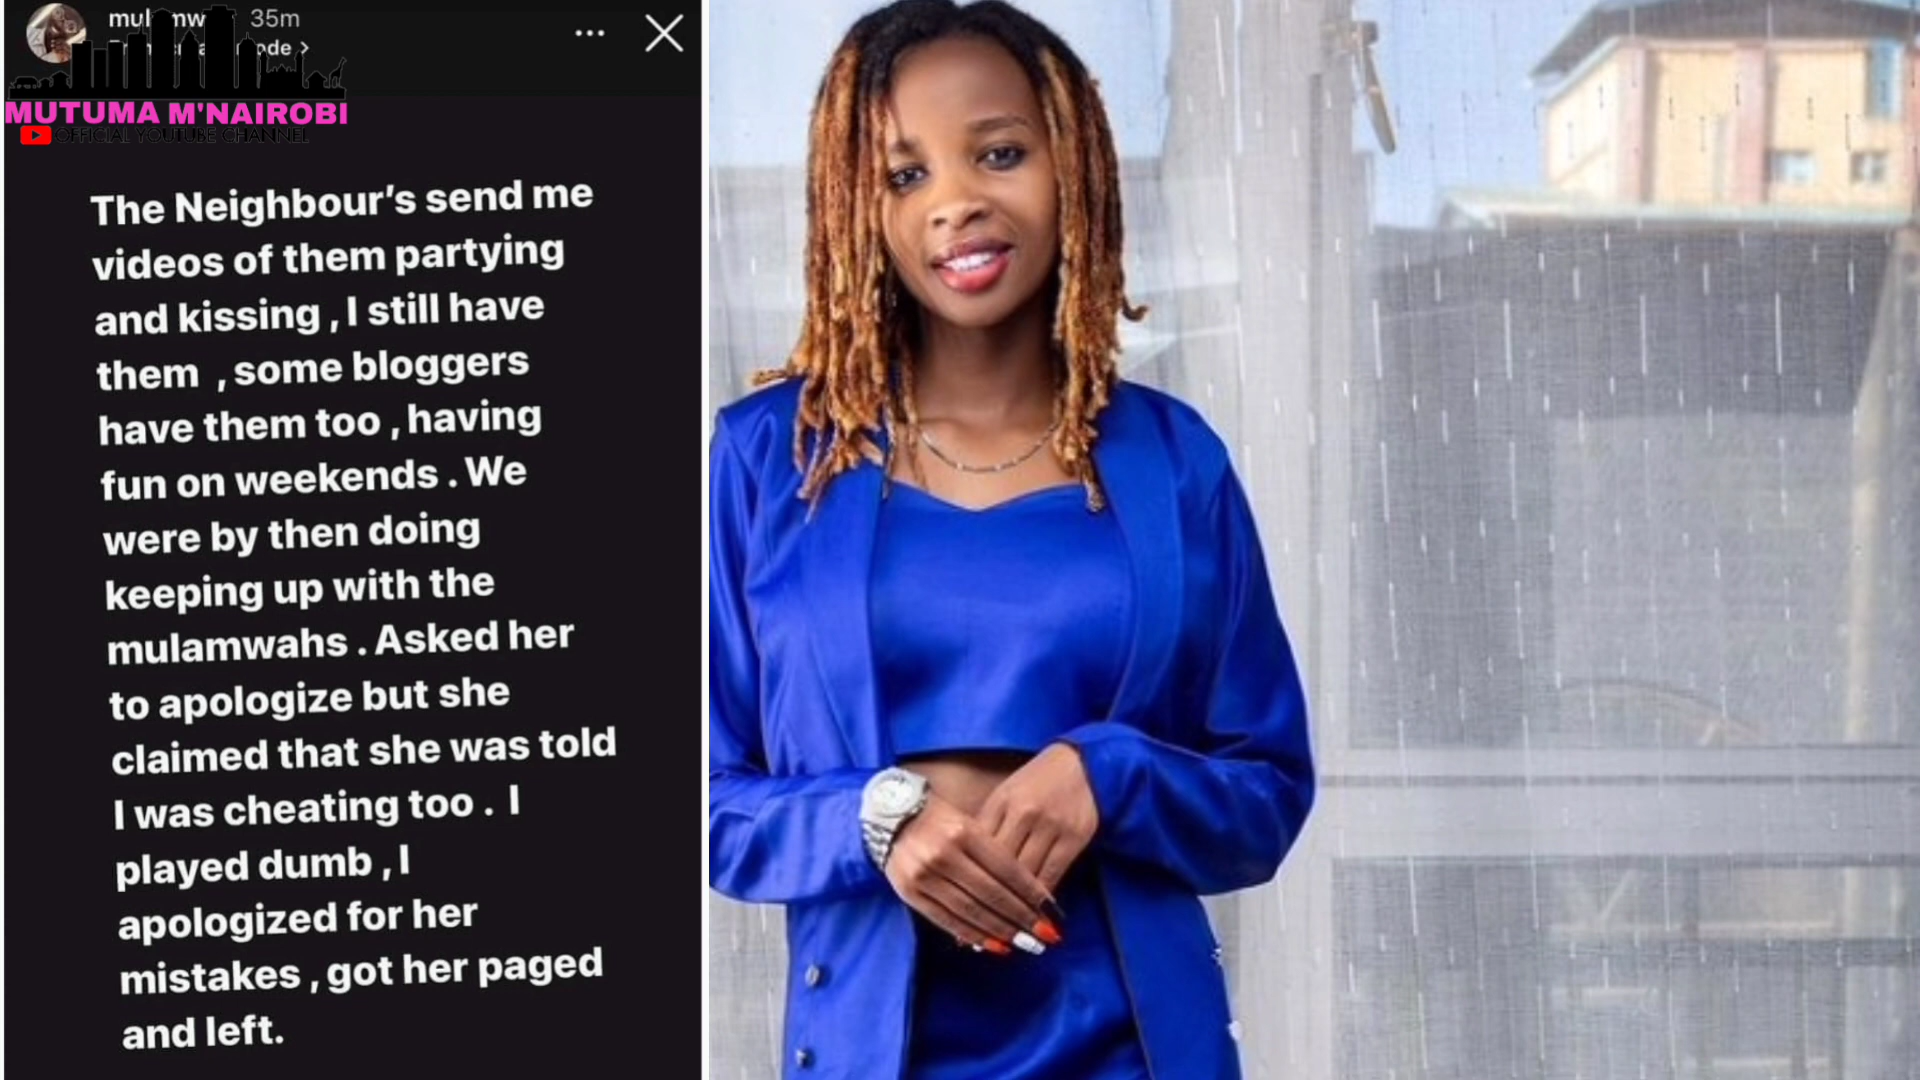 35m
MUTUMA M'NAIROBI
OFFICIAL YOUTUBE CHANNEL
The Neighbour's send me
videos of them partying
and kissing , I still have
them , some bloggers
have them too , having
fun on weekends . We
were by then doing
keeping up with the
mulamwahs . Asked her
to apologize but she
claimed that she was told
I was cheating too . I
played dumb , I
apologized for her
mistakes , got her paged
and left.